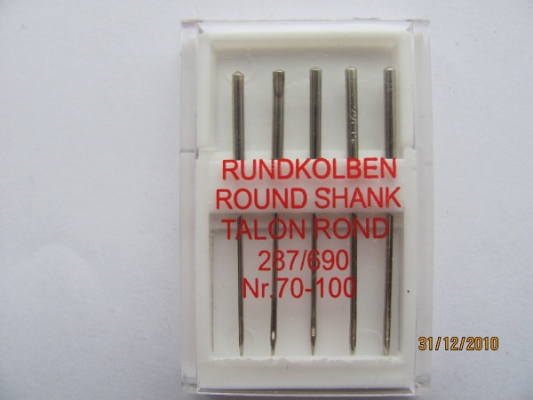 RUNDKOLBEN
ROUND SHANK
TALON ROND
287/690
Nr.70-100
31/12/2010